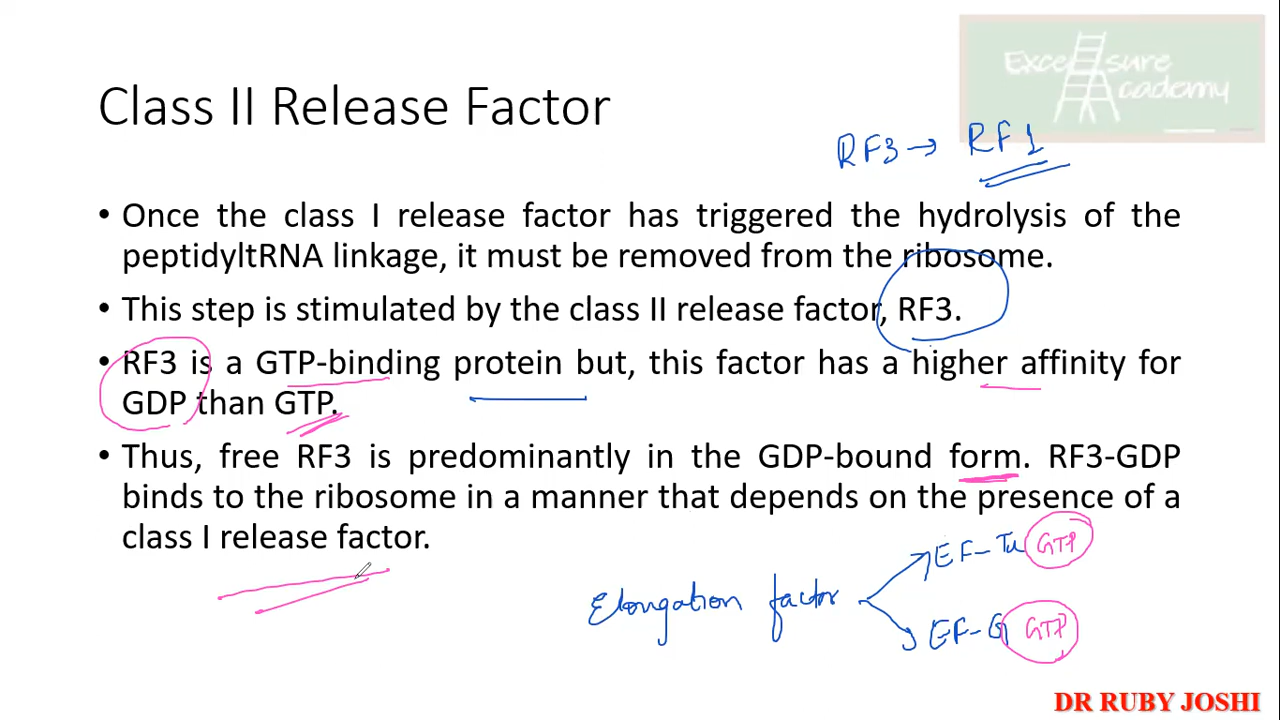 Excel sure
Academy
Class II Release Factor
RF3 → RF1
• Once the class I release factor has triggered the hydrolysis of the
peptidyltRNA linkage, it must be removed from the ribosome.
• This step is stimulated by the class II release factor, RF3.
• RF3 is a GTP-binding protein but, this factor has a higher affinity for
GDP than GTP.
• Thus, free RF3 is predominantly in the GDP-bound form. RF3-GDP
binds to the ribosome in a manner that depends on the presence of a
class I release factor.
EF-Tu GTP
Elongation factor
EF-G GTP
DR RUBY JOSHI